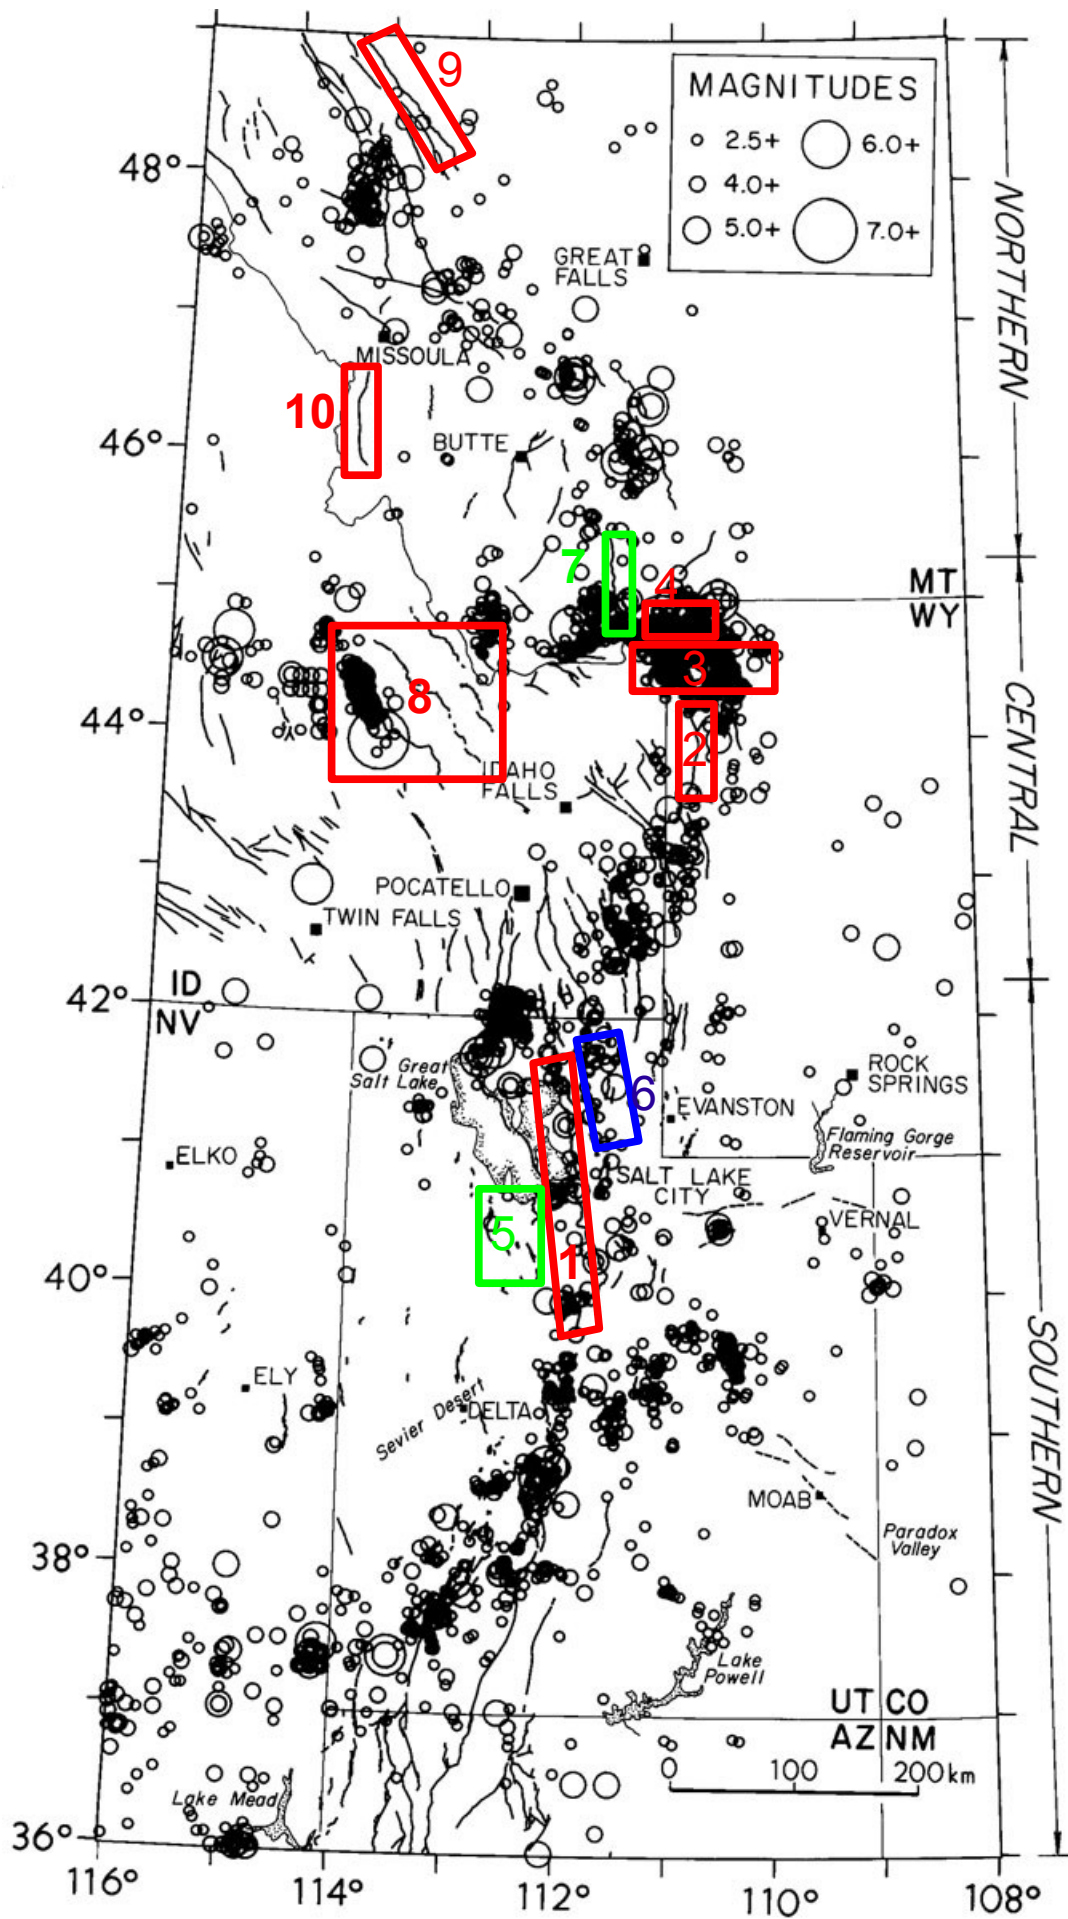 MAGNITUDES
2.5+
6.0+
4.0+
5.0+
7.0+
9
48°
NORTHERN
GREAT
FALLS
MISSOULA
10
46°
BUTTE
7
4
MT
WY
3
8
44°
2
IDAHO
FALLS
CENTRAL
POCATELLO
TWIN FALLS
42°
ID
NV
Great
Salt Lake
6
EVANSTON
ROCK
SPRINGS
Flaming Gorge
Reservoir
ELKO
SALT LAKE
CITY
VERNAL
5
1
40°
SOUTHERN
ELY
Sevier Desert
DELTA
MOAB
Paradox
Valley
38°
Lake
Powell
UT CO
AZ NM
0 100 200 km
Lake Mead
36°
116° 114° 112° 110° 108°